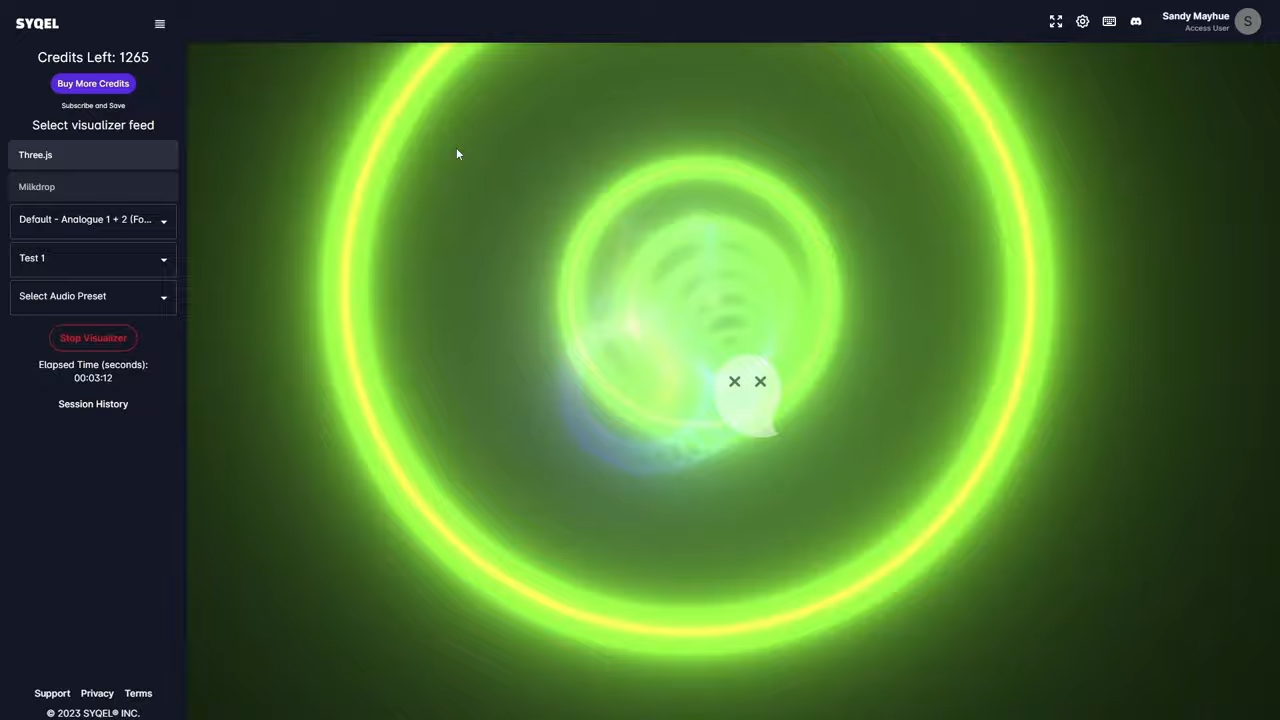 SYQEL
Sandy Mayhue
S
Access User
Credits Left: 1265
Buy More Credits
Subscribe and Save
Select visualizer feed
Three.js
Milkdrop
Default - Analogue 1 + 2 (Fo...
Test 1
Select Audio Preset
Stop Visualizer
Elapsed Time (seconds):
00:03:12
Session History
Support Privacy Terms
© 2023 SYQEL® INC.